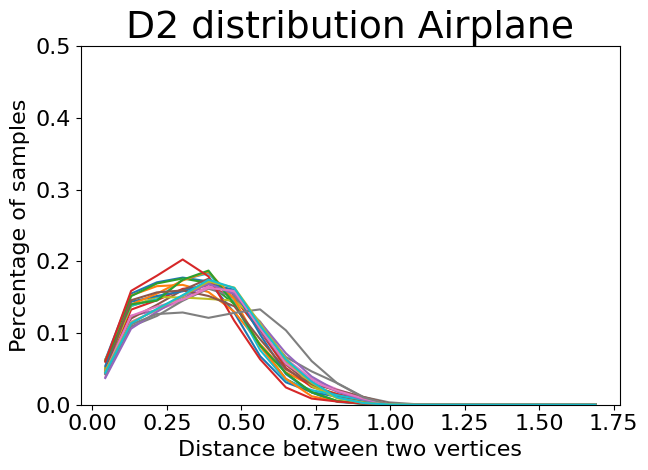 D2 distribution Airplane
Percentage of samples
0.5
0.4
0.3
0.2
0.1
0.0
0.00 0.25 0.50 0.75 1.00 1.25 1.50 1.75
Distance between two vertices